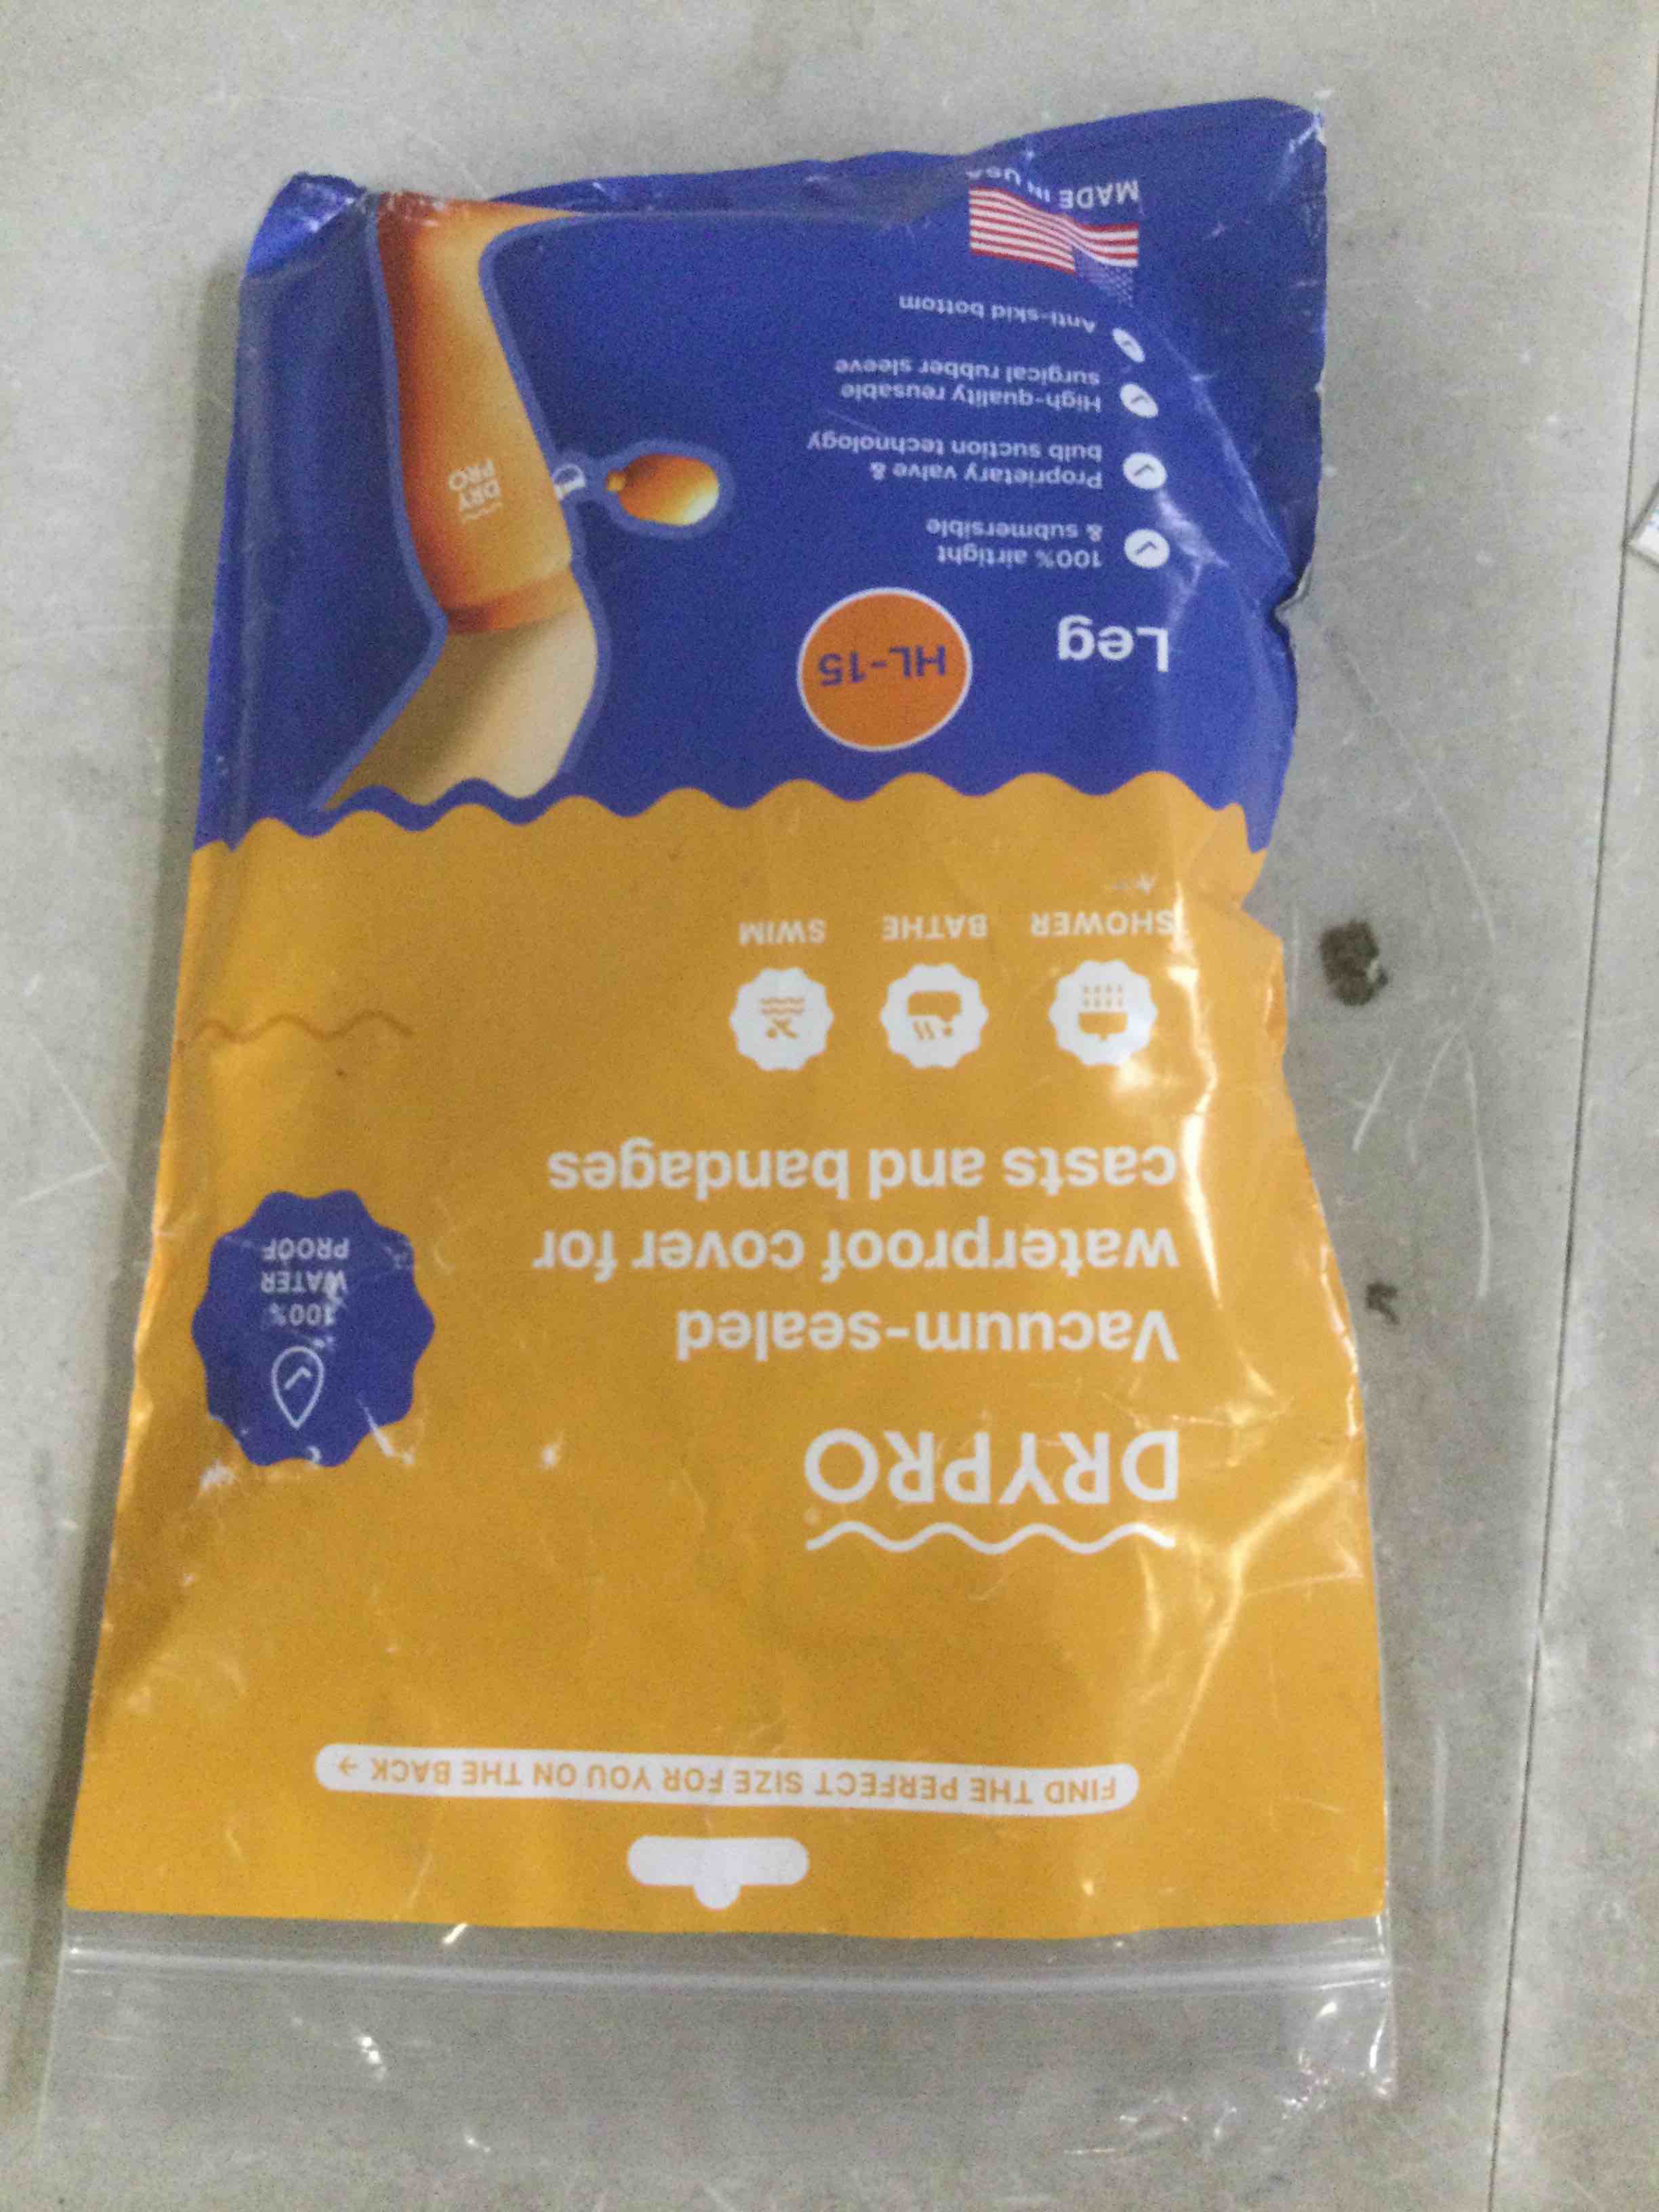 FIND THE PERFECT SIZE FOR YOU ON THE BACK →
DRYPRO
Vacuum-sealed
waterproof cover for
casts and bandages
100%
WATER
PROOF
SHOWER BATHE SWIM
Leg
HL-15
100% airtight
& submersible
Proprietary valve &
bulb suction technology
High-quality reusable
surgical rubber sleeve
Anti-skid bottom
DRY
PRO
MADE IN USA